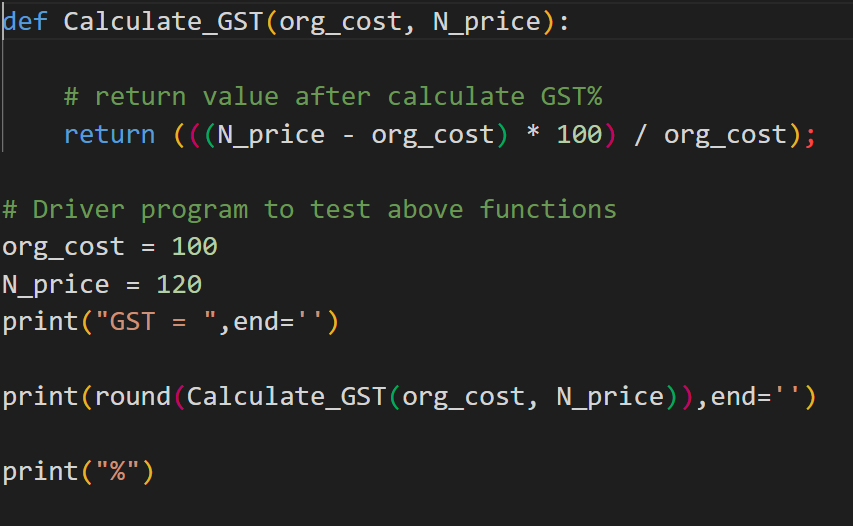 def Calculate_GST(org_cost, N_price):
    # return value after calculate GST%
    return (((N_price - org_cost) * 100) / org_cost);
# Driver program to test above functions
org_cost = 100
N_price = 120
print("GST = ",end='')
print(round(Calculate_GST(org_cost, N_price)),end='')
print("%")